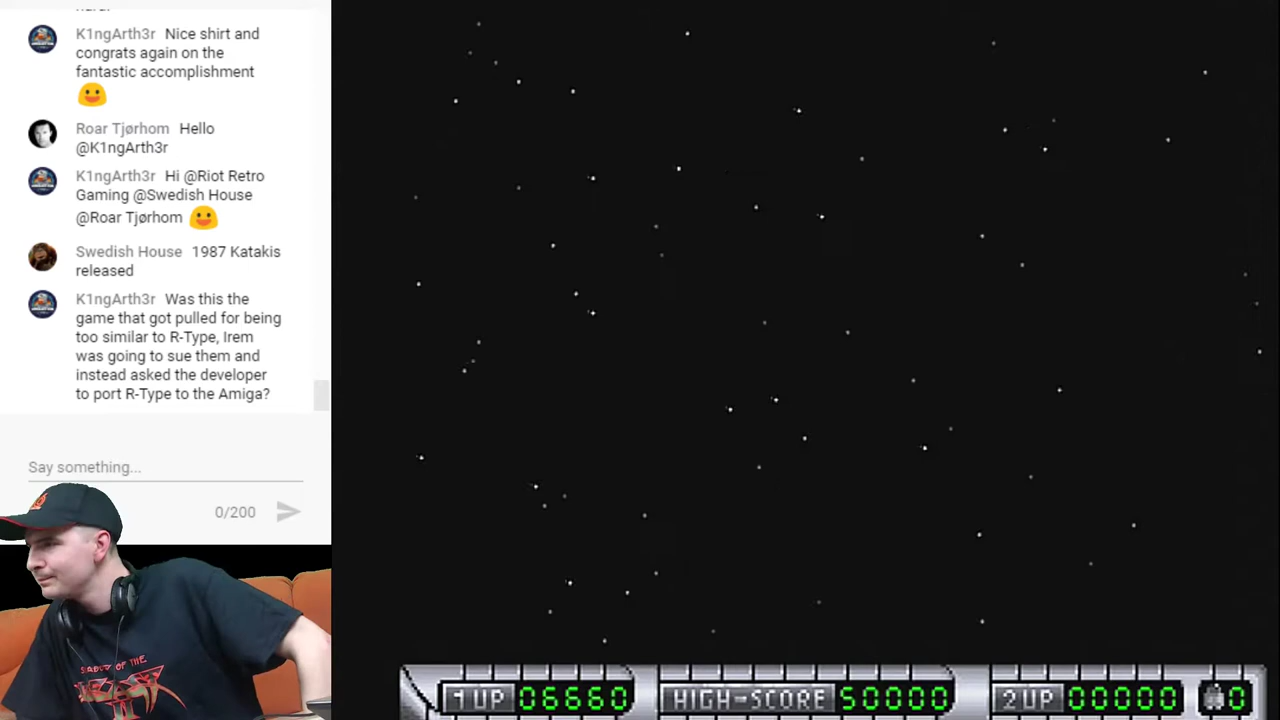 K1ngArth3r Nice shirt and
congrats again on the
fantastic accomplishment
Roar Tjørhom Hello
@K1ngArth3r
K1ngArth3r Hi @Riot Retro
Gaming @Swedish House
@Roar Tjørhom
Swedish House 1987 Katakis
released
K1ngArth3r Was this the
game that got pulled for being
too similar to R-Type, Irem
was going to sue them and
instead asked the developer
to port R-Type to the Amiga?
Say something...
0/200
SHADOW OF THE
1UP 06660 HIGH-SCORE 50000 2UP 00000 0